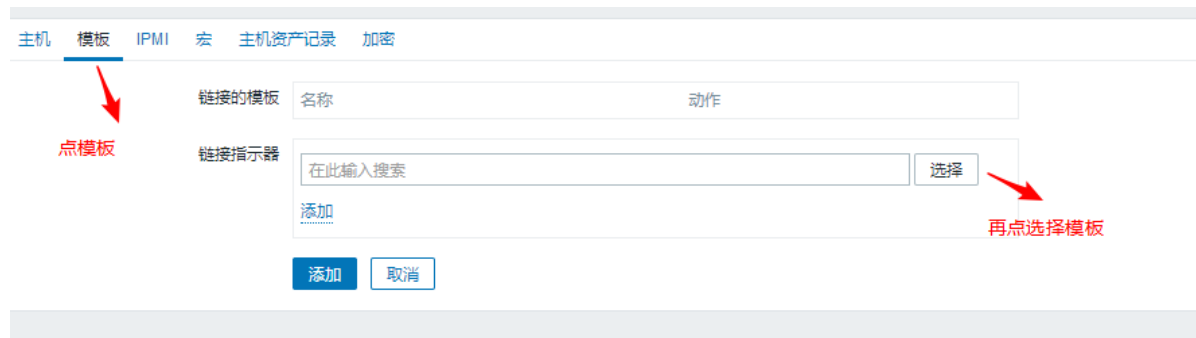 主机 模板 IPMI 宏 主机资产记录 加密
链接的模板 名称 动作
点模板
链接指示器
在此输入搜索 选择
添加
再点选择模板
添加 取消